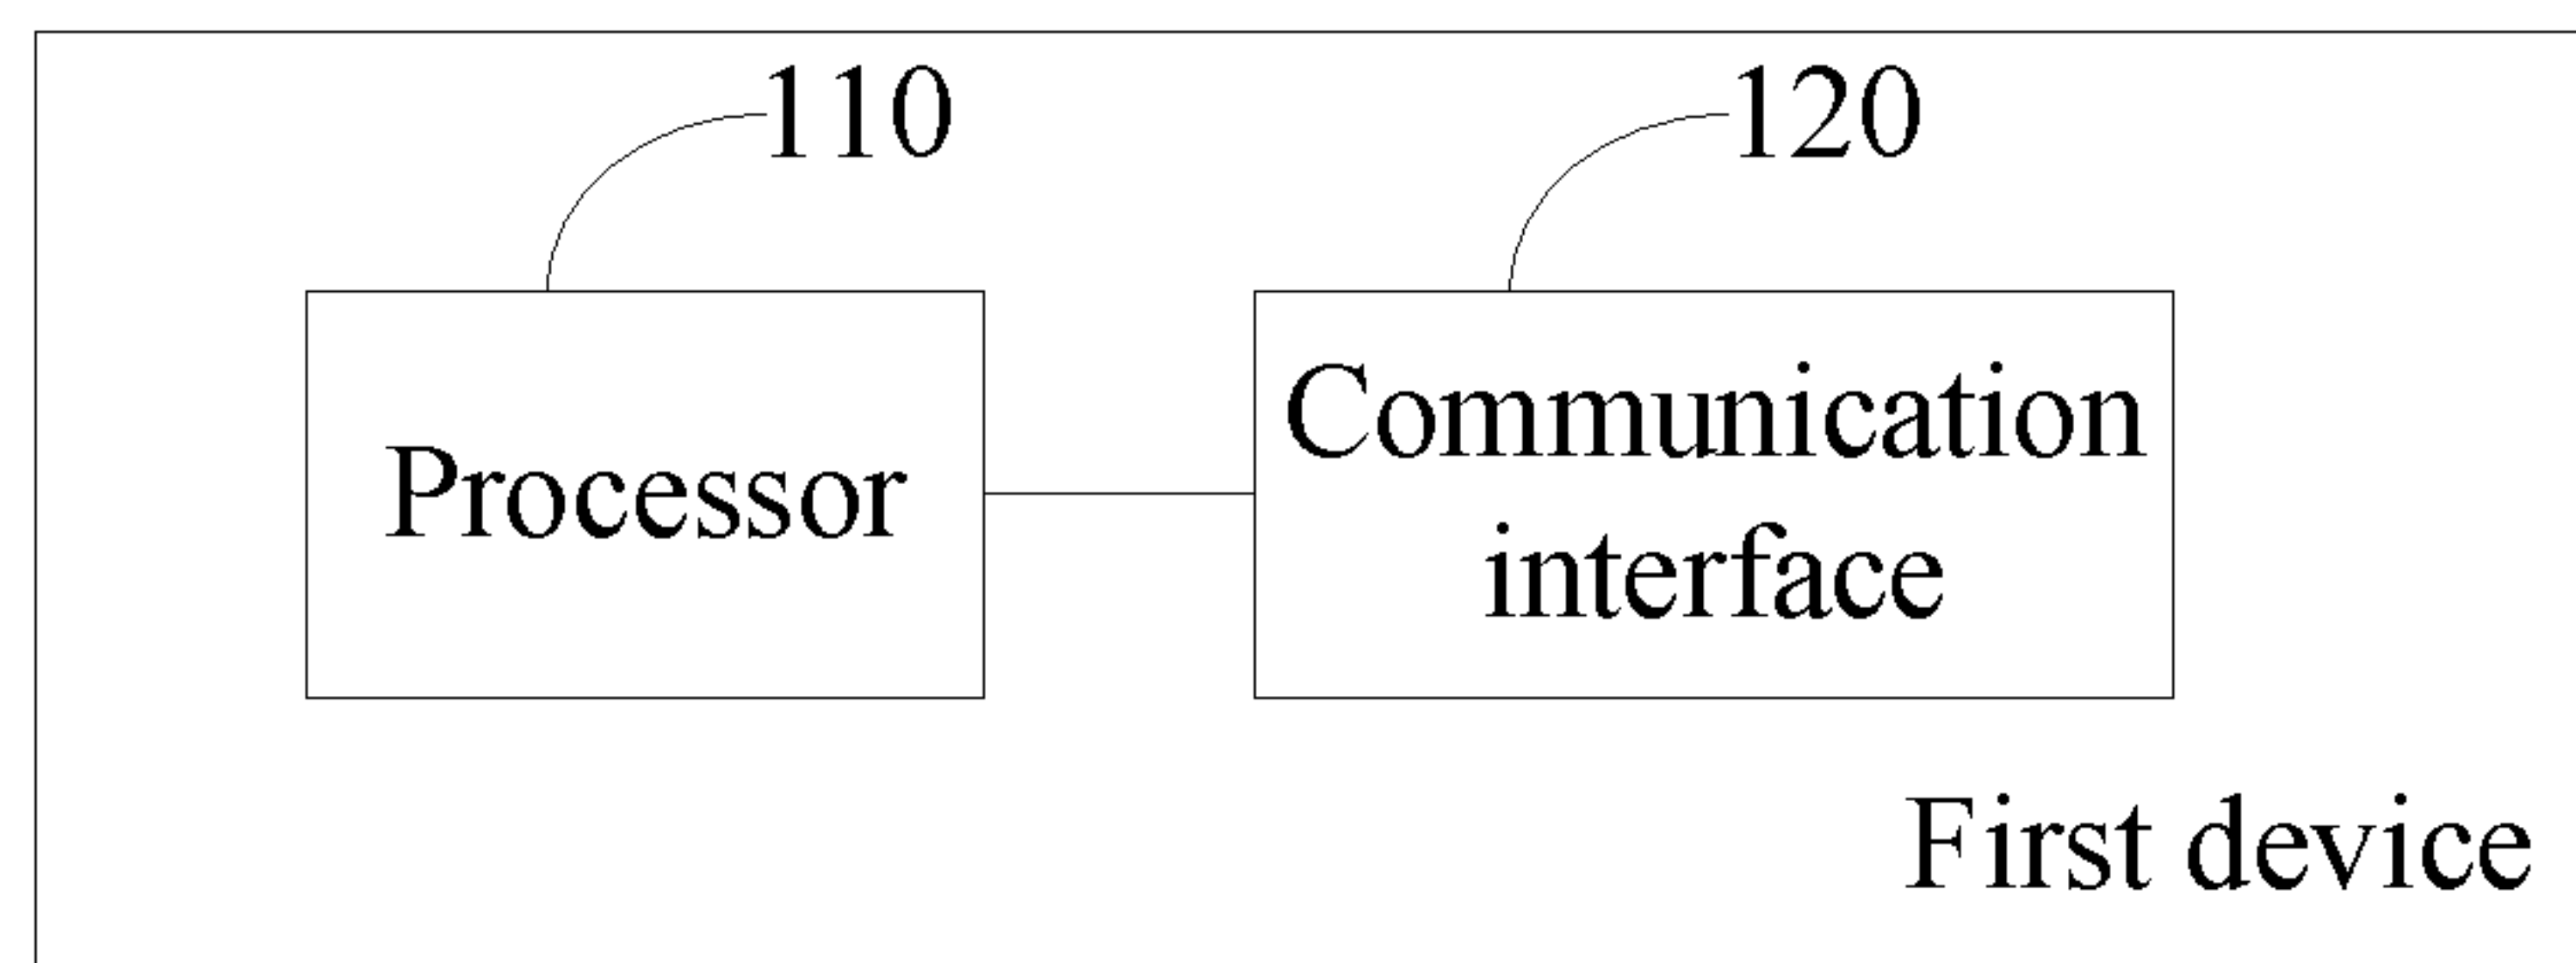 110
120
Processor
Communication
interface
First device